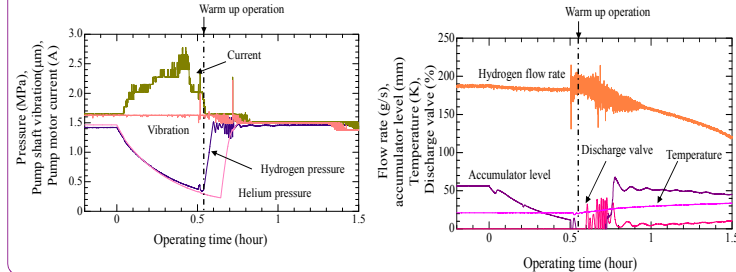 Warm up operation
3.0
2.5
2.0
1.5
1.0
0.5
0
0
0.5
1
1.5
Pressure (MPa),
Pump shaft vibration(μm),
Pump motor current (A)
Current
Vibration
Hydrogen pressure
Helium pressure
Operating time (hour)
Warm up operation
250
200
150
100
50
0
0
0.5
1
1.5
Flow rate (g/s),
accumulator level (mm)
Temperature (K),
Discharge valve (%)
Hydrogen flow rate
Discharge valve
Temperature
Accumulator level
Operating time (hour)